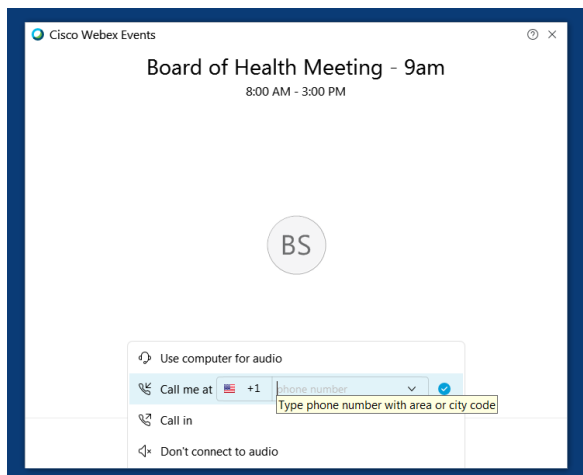 Cisco Webex Events
Board of Health Meeting - 9am
8:00 AM - 3:00 PM
BS
Use computer for audio
Call me at +1 phone number
Type phone number with area or city code
Call in
Don't connect to audio